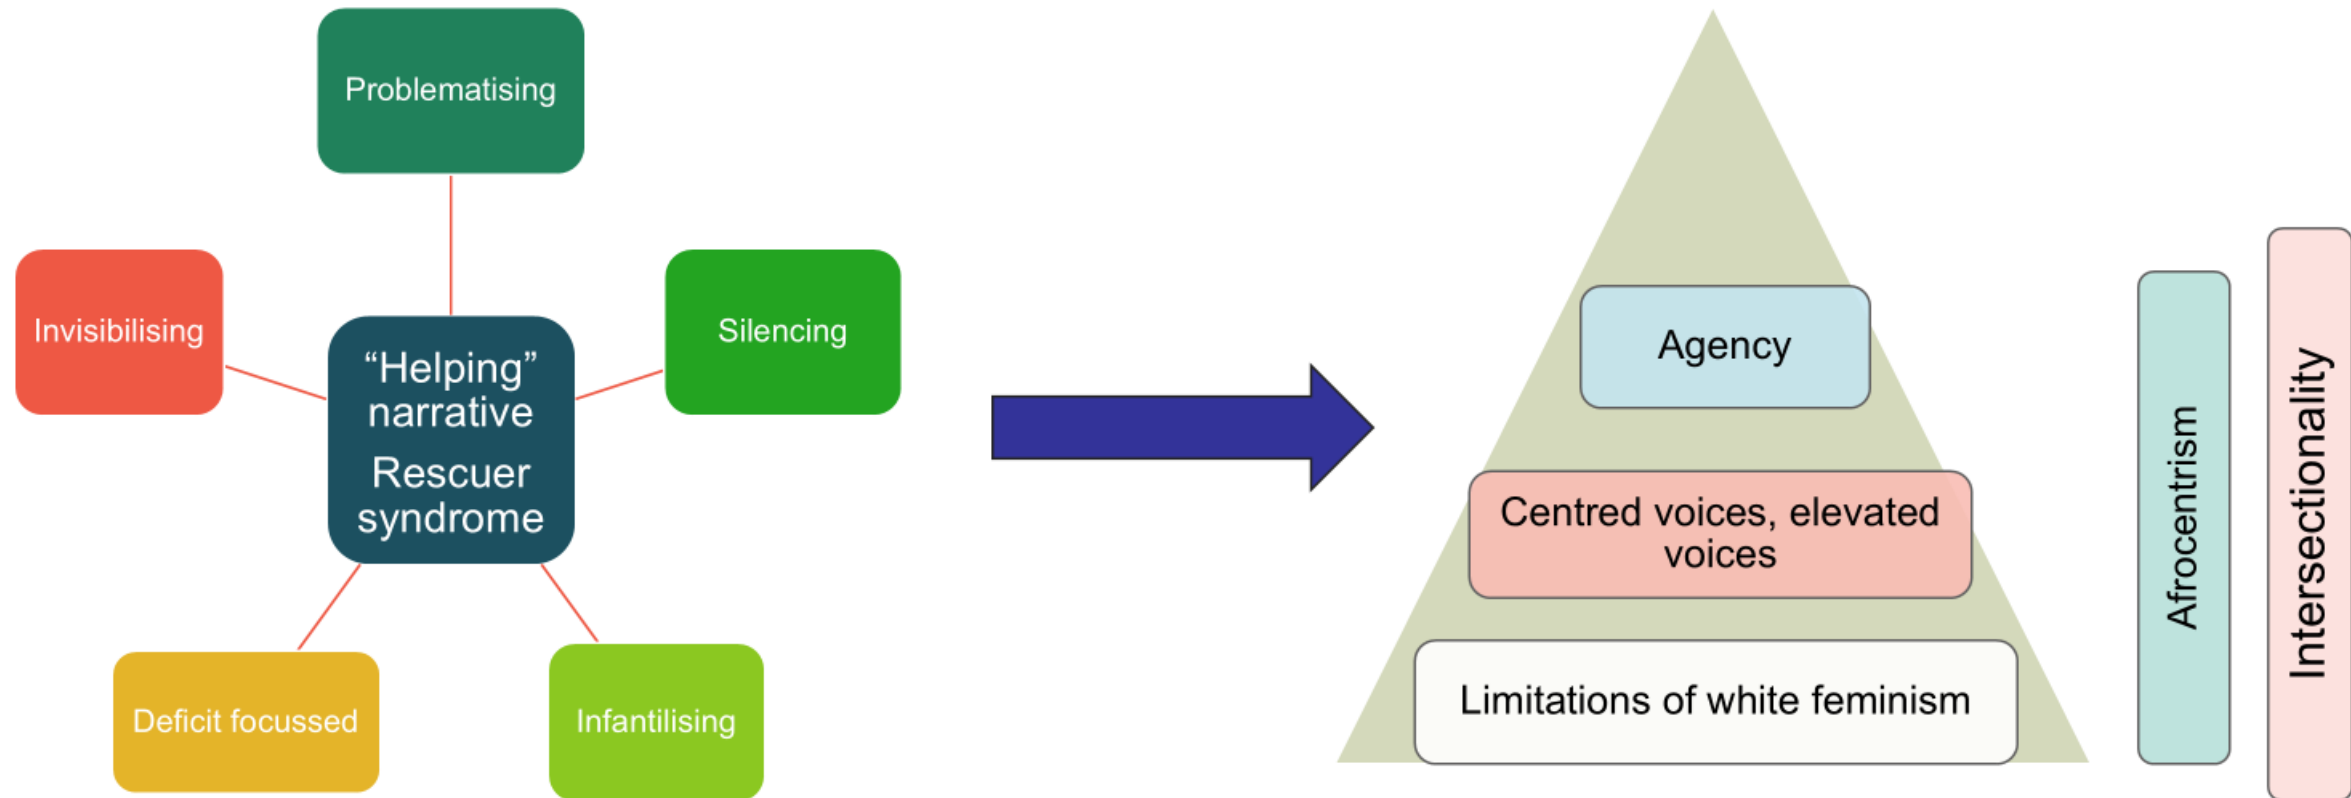 Problematising
Invisibilising
Silencing
“Helping”
narrative
Rescuer
syndrome
Deficit focussed
Infantilising
Agency
Centred voices, elevated
voices
Limitations of white feminism
Afrocentrism
Intersectionality